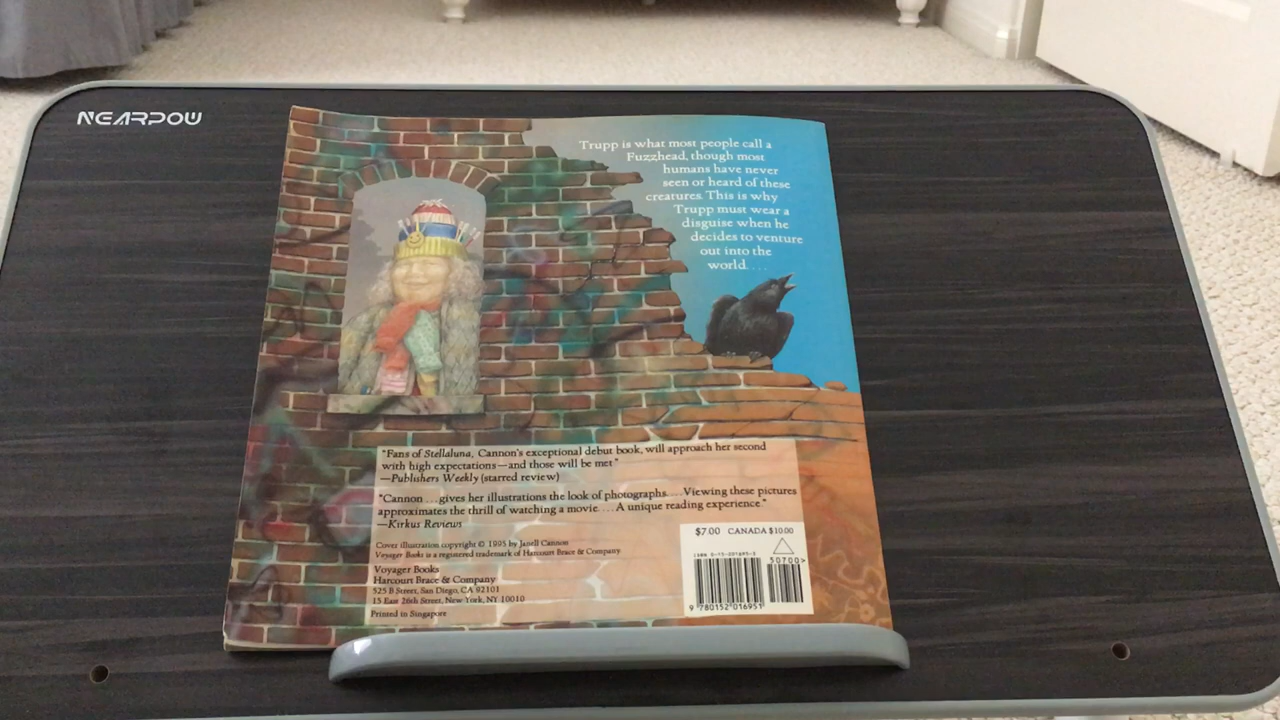 NEARPOW
Trupp is what most people call a
Fuzzhead, though most
humans have never
seen or heard of these
creatures. This is why
Trupp must wear a
disguise when he
decides to venture
out into the
world. . . .
"Fans of Stellaluna, Cannon's exceptional debut book, will approach her second
with high expectations—and those will be met"
—Publishers Weekly (starred review)
"Cannon . . . gives her illustrations the look of photographs. . . . Viewing these pictures
approximates the thrill of watching a movie. . . . A unique reading experience."
—Kirkus Reviews
Cover illustration copyright © 1995 by Janell Cannon
Voyager Books is a registered trademark of Harcourt Brace & Company
Voyager Books
Harcourt Brace & Company
525 B Street, San Diego, CA 92101
15 East 26th Street, New York, NY 10010
Printed in Singapore
$7.00 CANADA $10.00
ISBN 0-15-201695-3
50700>
9 780152 016951